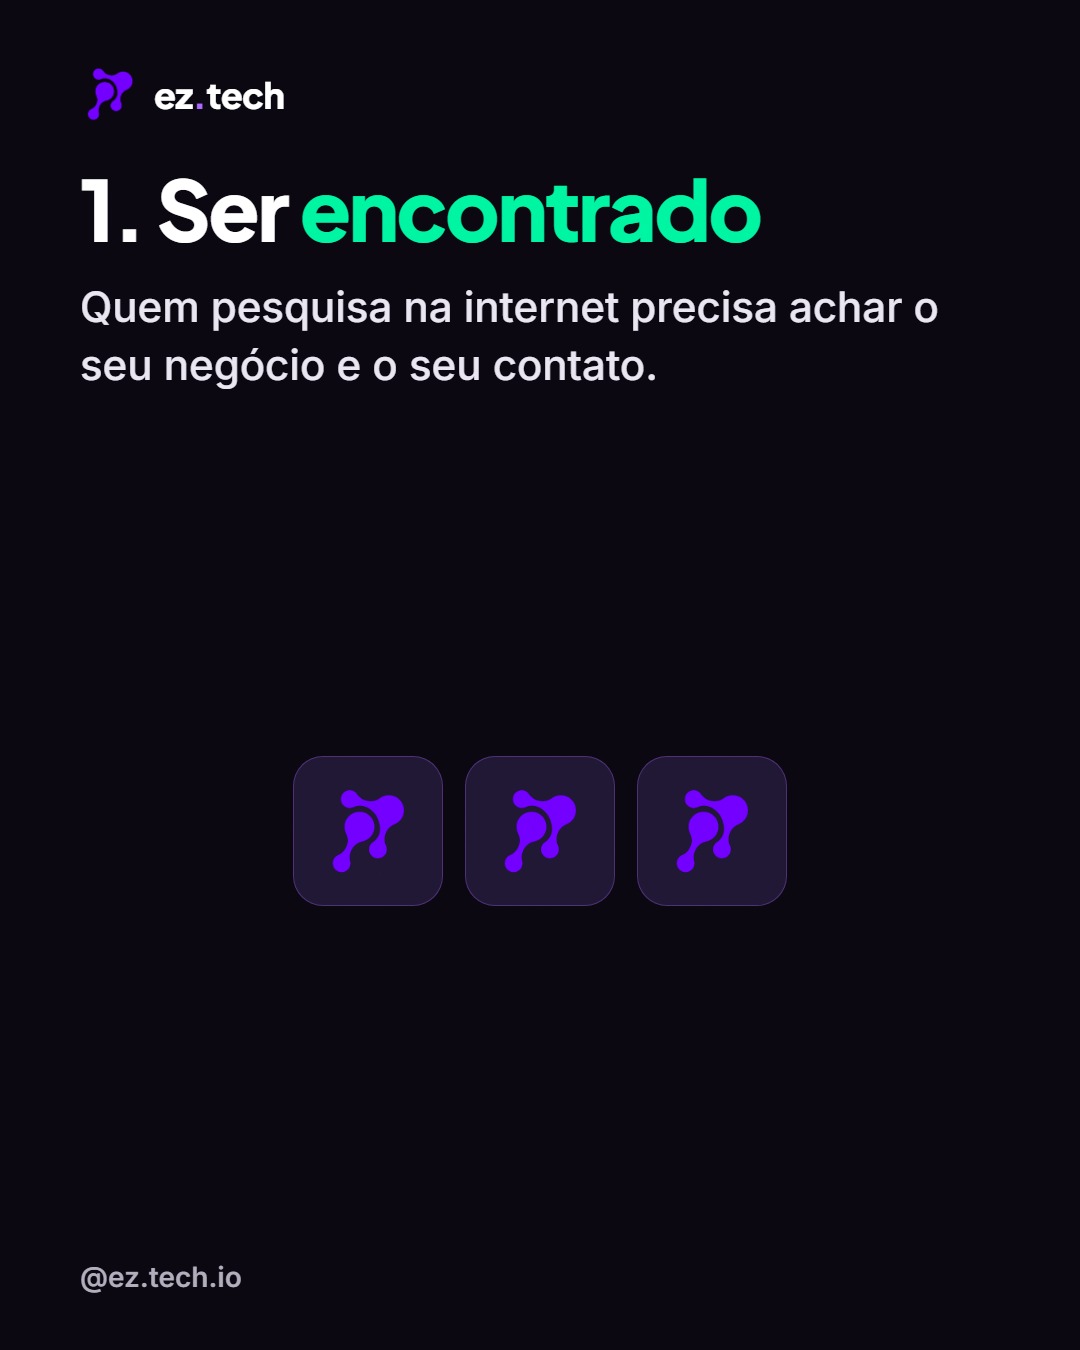 ez.tech
1. Ser encontrado
Quem pesquisa na internet precisa achar o
seu negócio e o seu contato.
@ez.tech.io